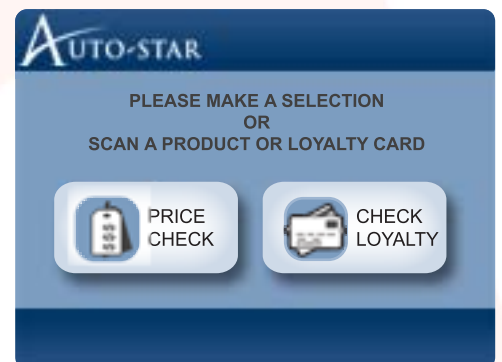 AUTO-STAR
PLEASE MAKE A SELECTION
OR
SCAN A PRODUCT OR LOYALTY CARD
PRICE
CHECK
CHECK
LOYALTY